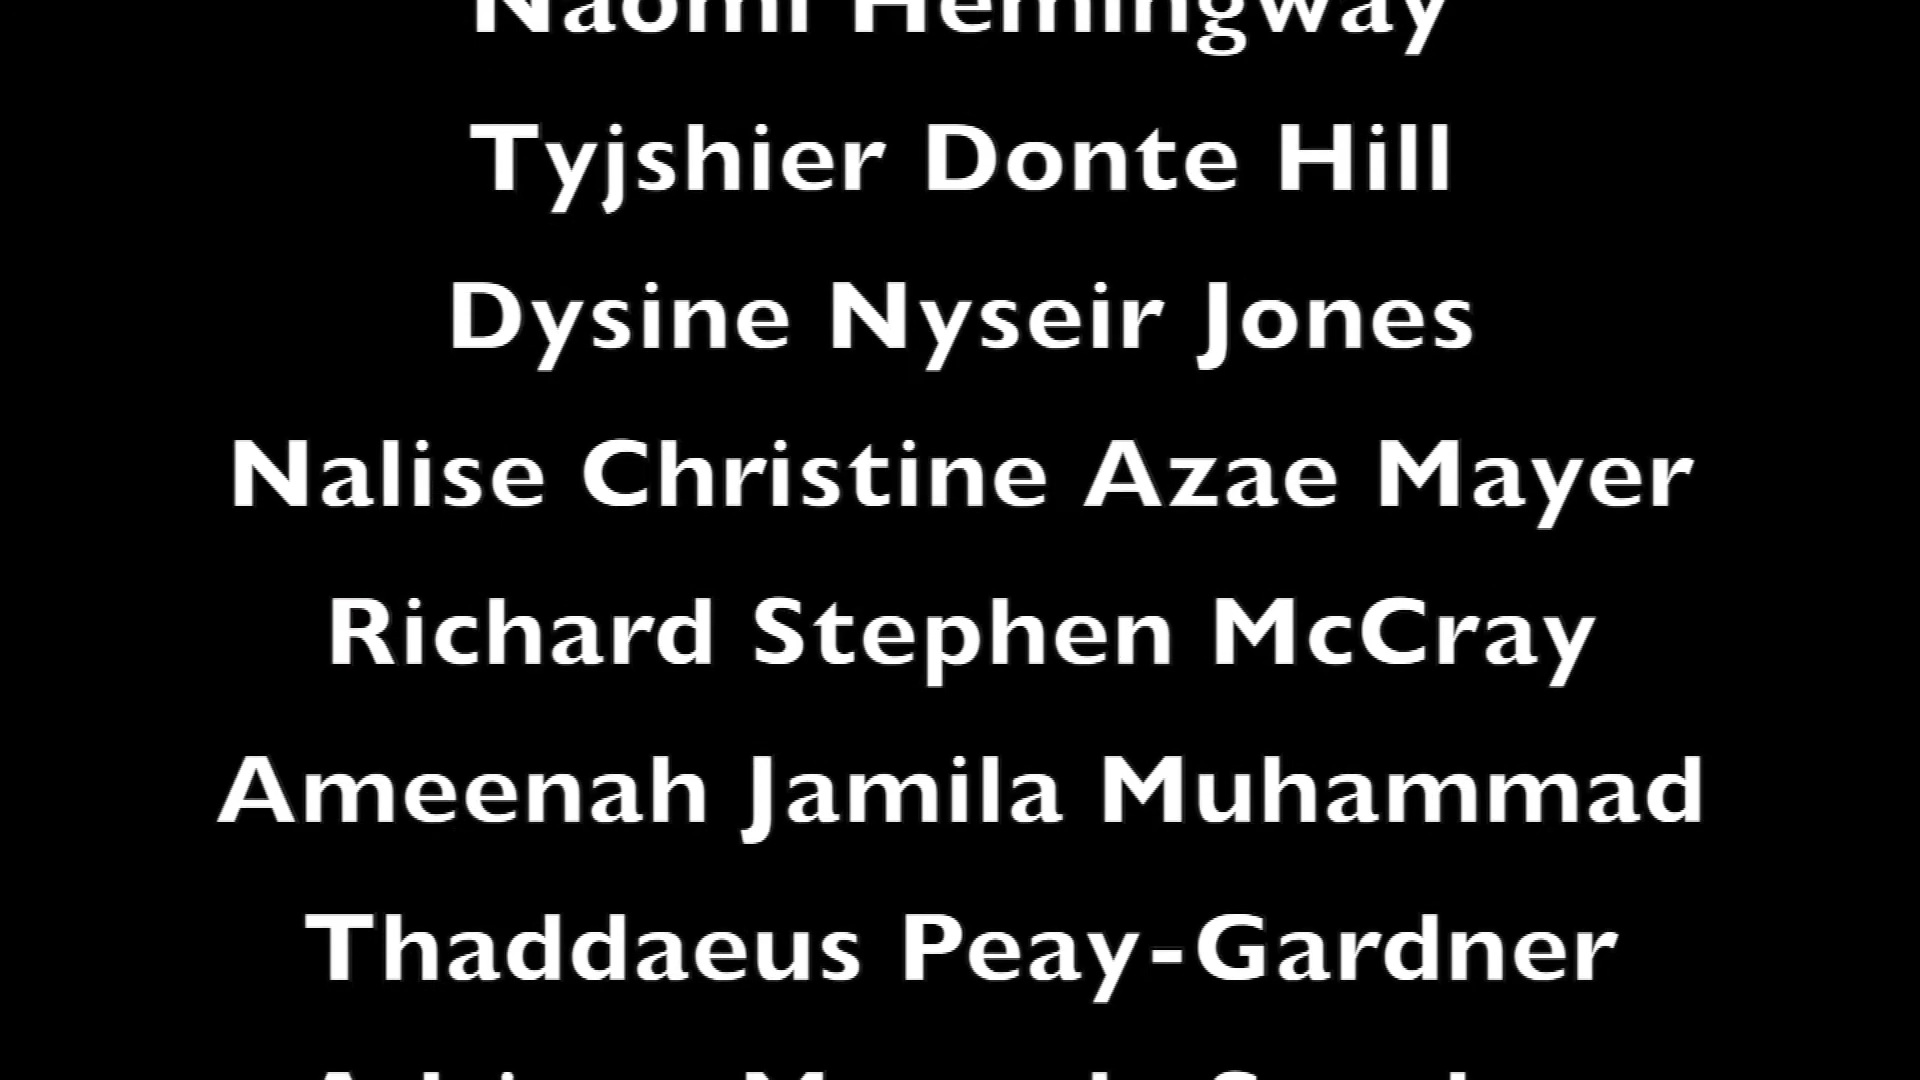 Naomi Hemingway
Tyjshier Donte Hill
Dysine Nyseir Jones
Nalise Christine Azae Mayer
Richard Stephen McCray
Ameenah Jamila Muhammad
Thaddaeus Peay-Gardner